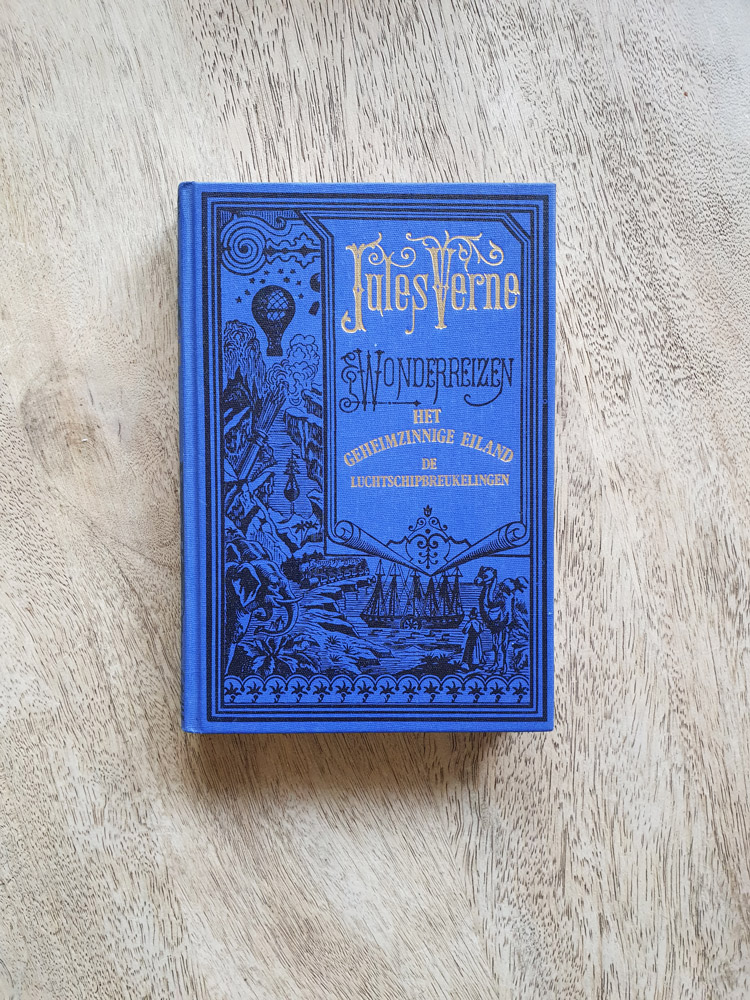 Jules Verne
Wonderreizen
HET
GEHEIMZINNIGE EILAND
DE
LUCHTSCHIPBREUKELINGEN